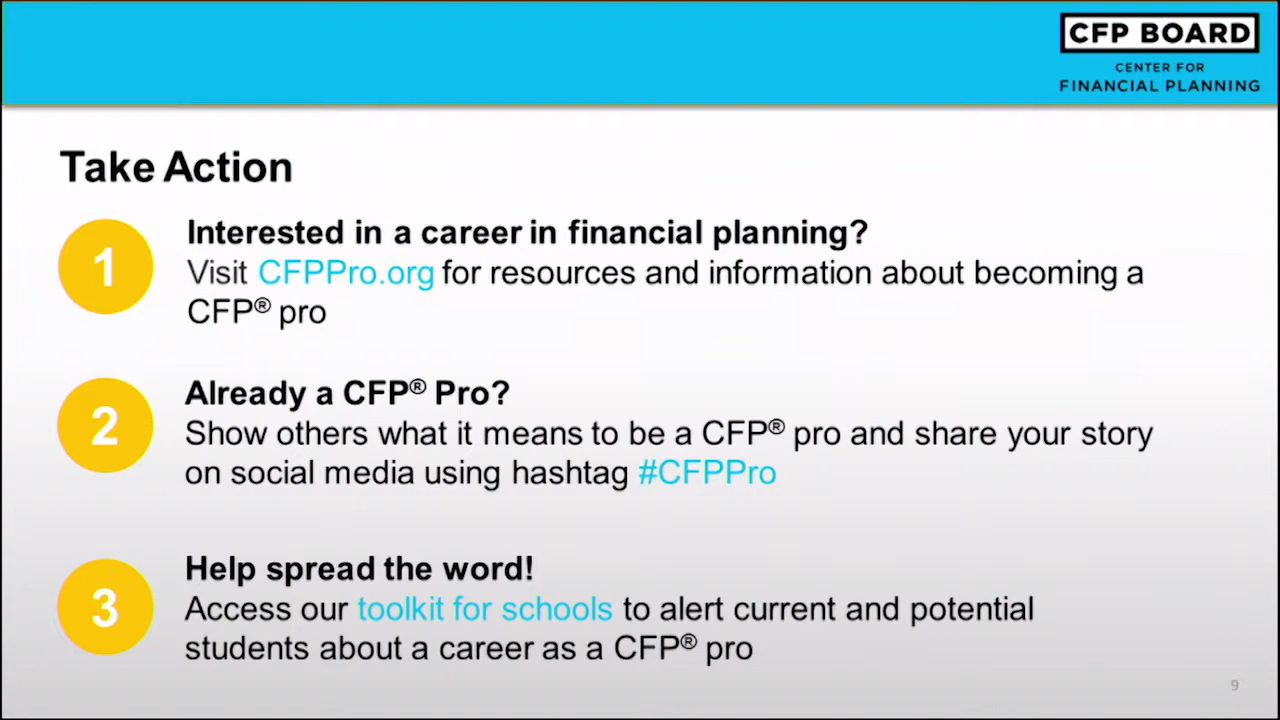 CFP BOARD
CENTER FOR
FINANCIAL PLANNING
Take Action
1
Interested in a career in financial planning?
Visit CFPPro.org for resources and information about becoming a
CFP® pro
2
Already a CFP® Pro?
Show others what it means to be a CFP® pro and share your story
on social media using hashtag #CFPPro
3
Help spread the word!
Access our toolkit for schools to alert current and potential
students about a career as a CFP® pro
9